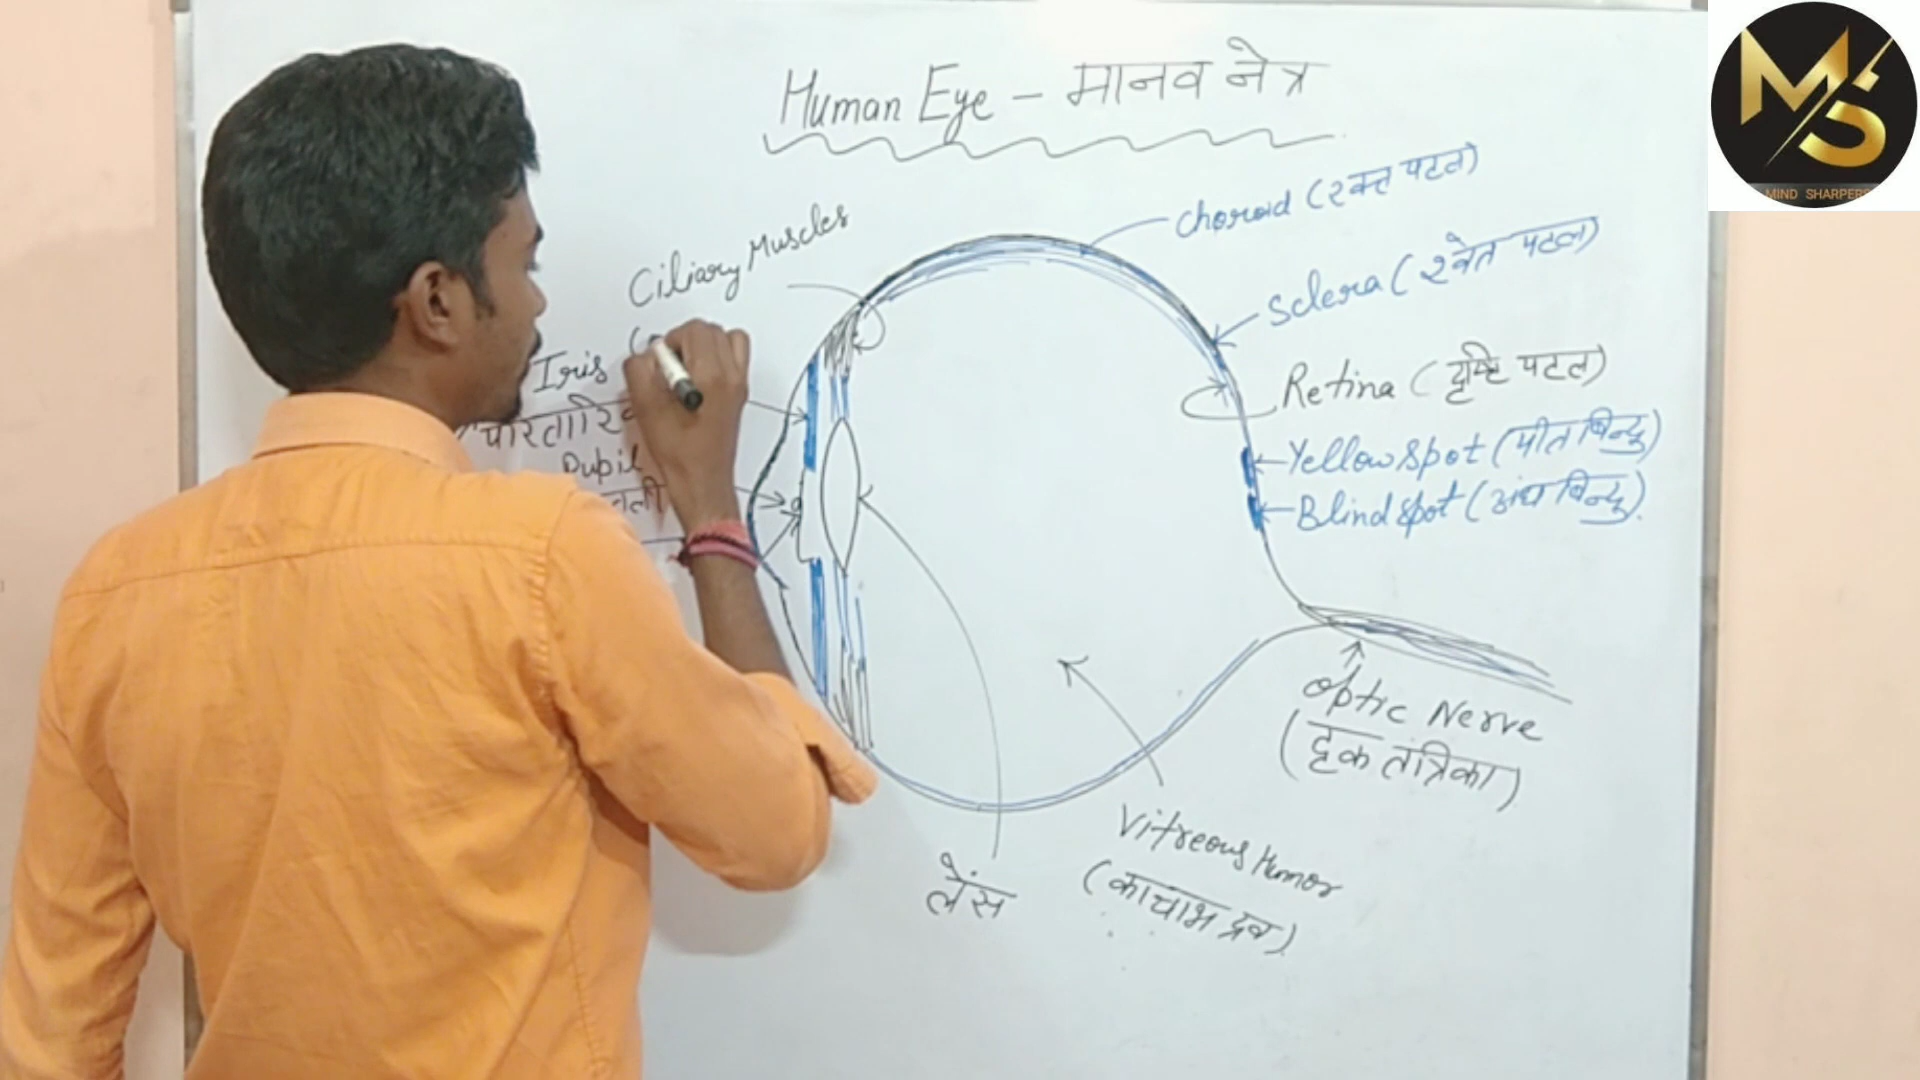 Human Eye - मानव नेत्र
MS
MIND SHARPERS
choroid (रक्त पटल)
Sclera (श्वेत पटल)
Ciliary Muscles
(
Iris
Retina (दृष्टि पटल)
Pupil
Yellow Spot (पीत बिन्दु)
Blind Spot (अंध बिन्दु)
Optic Nerve
(दृक तंत्रिका)
Vitreous Humor
(काचाभ द्रव)
लेंस